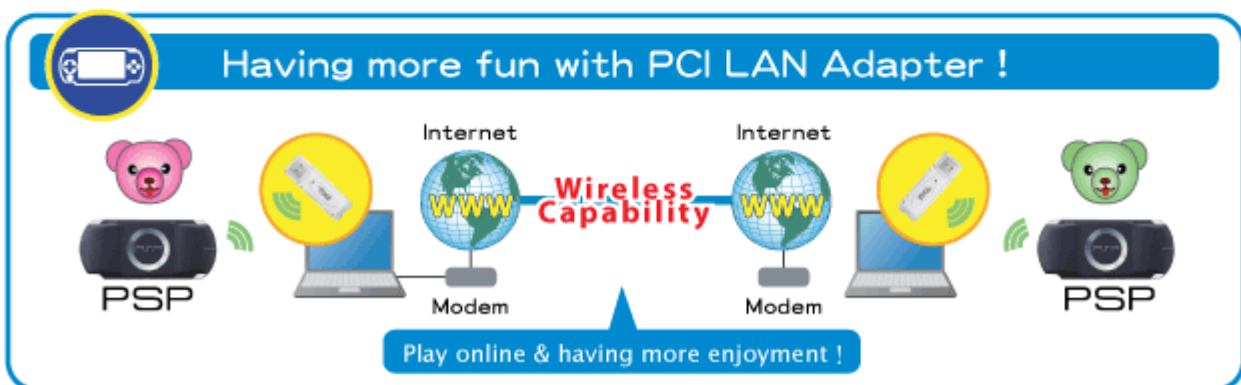 Having more fun with PCI LAN Adapter !
Internet
Internet
Wireless
Capability
WWW
WWW
PSP
Modem
Modem
PSP
Play online & having more enjoyment !